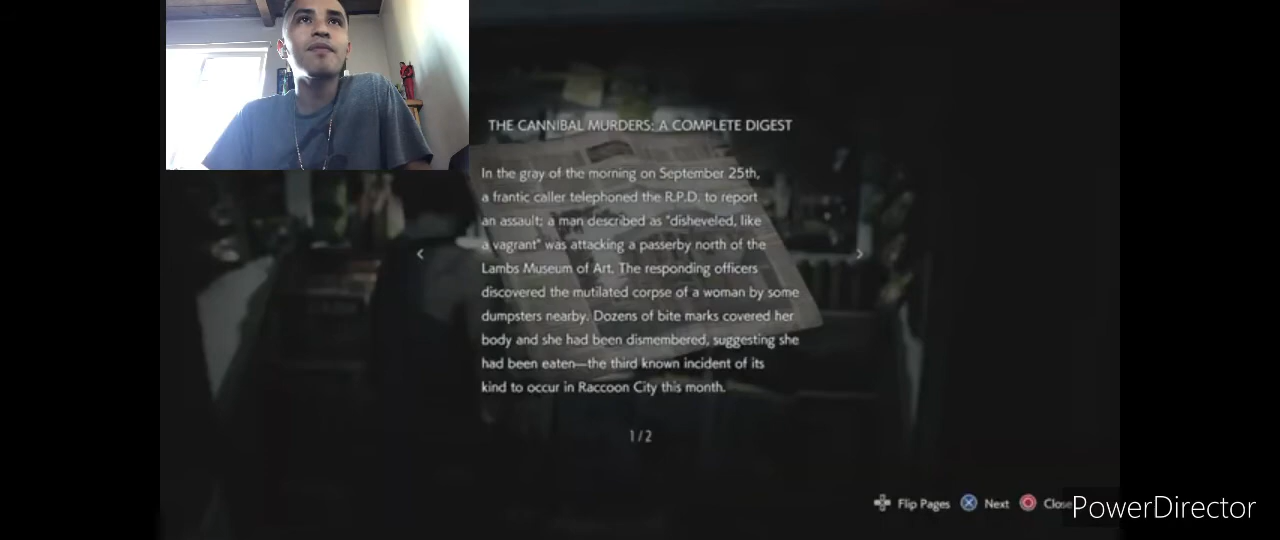 THE CANNIBAL MURDERS: A COMPLETE DIGEST
In the gray of the morning on September 25th,
a frantic caller telephoned the R.P.D. to report
an assault: a man described as "disheveled, like
a vagrant" was attacking a passerby north of the
Lambs Museum of Art. The responding officers
discovered the mutilated corpse of a woman by some
dumpsters nearby. Dozens of bite marks covered her
body and she had been dismembered, suggesting she
had been eaten—the third known incident of its
kind to occur in Raccoon City this month.
1/2
Flip Pages Next Close
PowerDirector